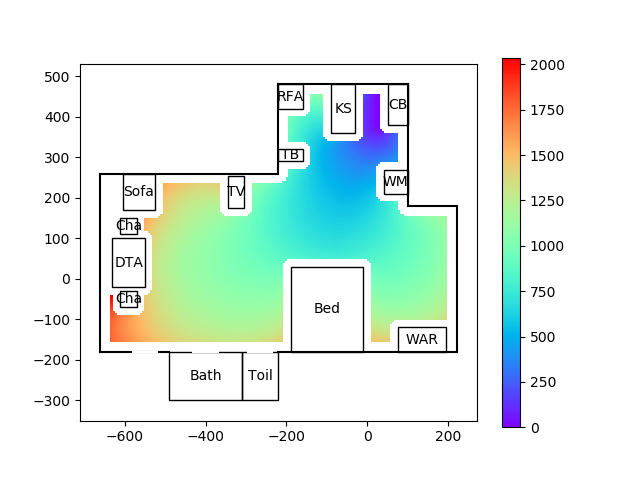 500
400
300
200
100
0
−100
−200
−300
−600
−400
−200
0
200
RFA
KS
CB
TB
WM
Sofa
TV
Cha
DTA
Cha
Bed
WAR
Bath
Toil
2000
1750
1500
1250
1000
750
500
250
0